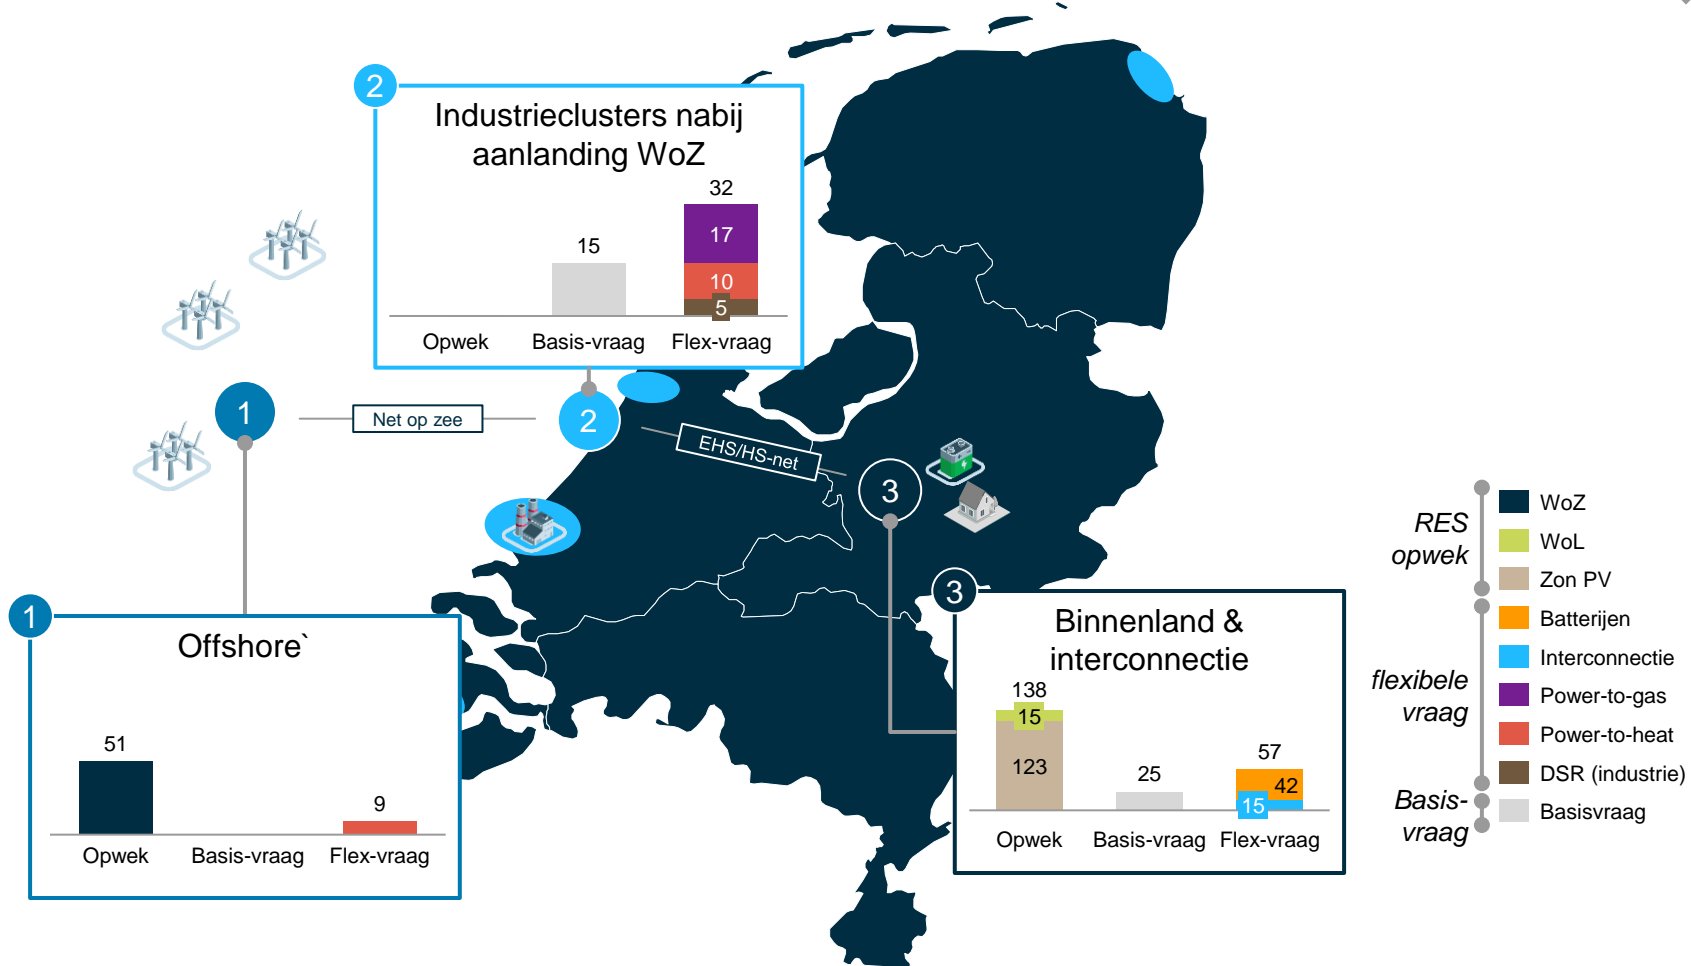 2
Industrieclusters nabij
aanlanding WoZ
32
17
15
10
5
Opwek
Basis-vraag
Flex-vraag
1
Net op zee
2
EHS/HS-net
3
1
Offshore`
51
9
Opwek
Basis-vraag
Flex-vraag
3
Binnenland &
interconnectie
138
15
123
25
57
42
15
Opwek
Basis-vraag
Flex-vraag
RES
opwek
flexibele
vraag
Basis-
vraag
WoZ
WoL
Zon PV
Batterijen
Interconnectie
Power-to-gas
Power-to-heat
DSR (industrie)
Basisvraag